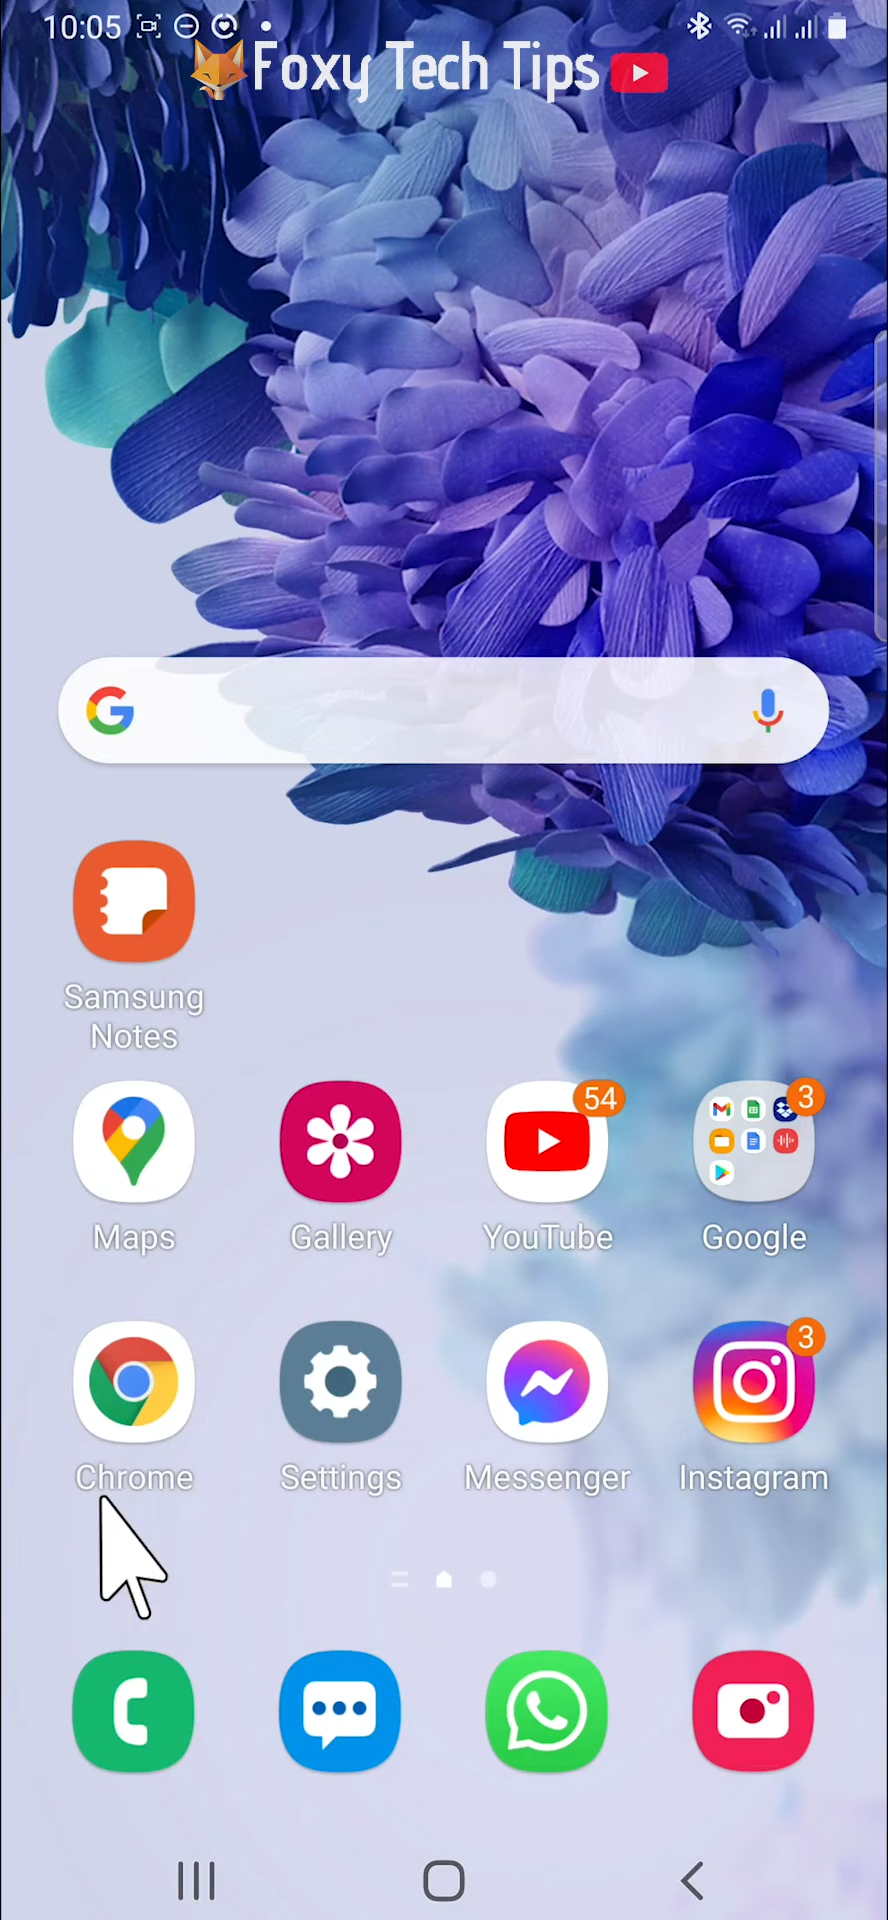 10:05
Foxy Tech Tips
Samsung
Notes
54
3
Maps
Gallery
YouTube
Google
3
Chrome
Settings
Messenger
Instagram